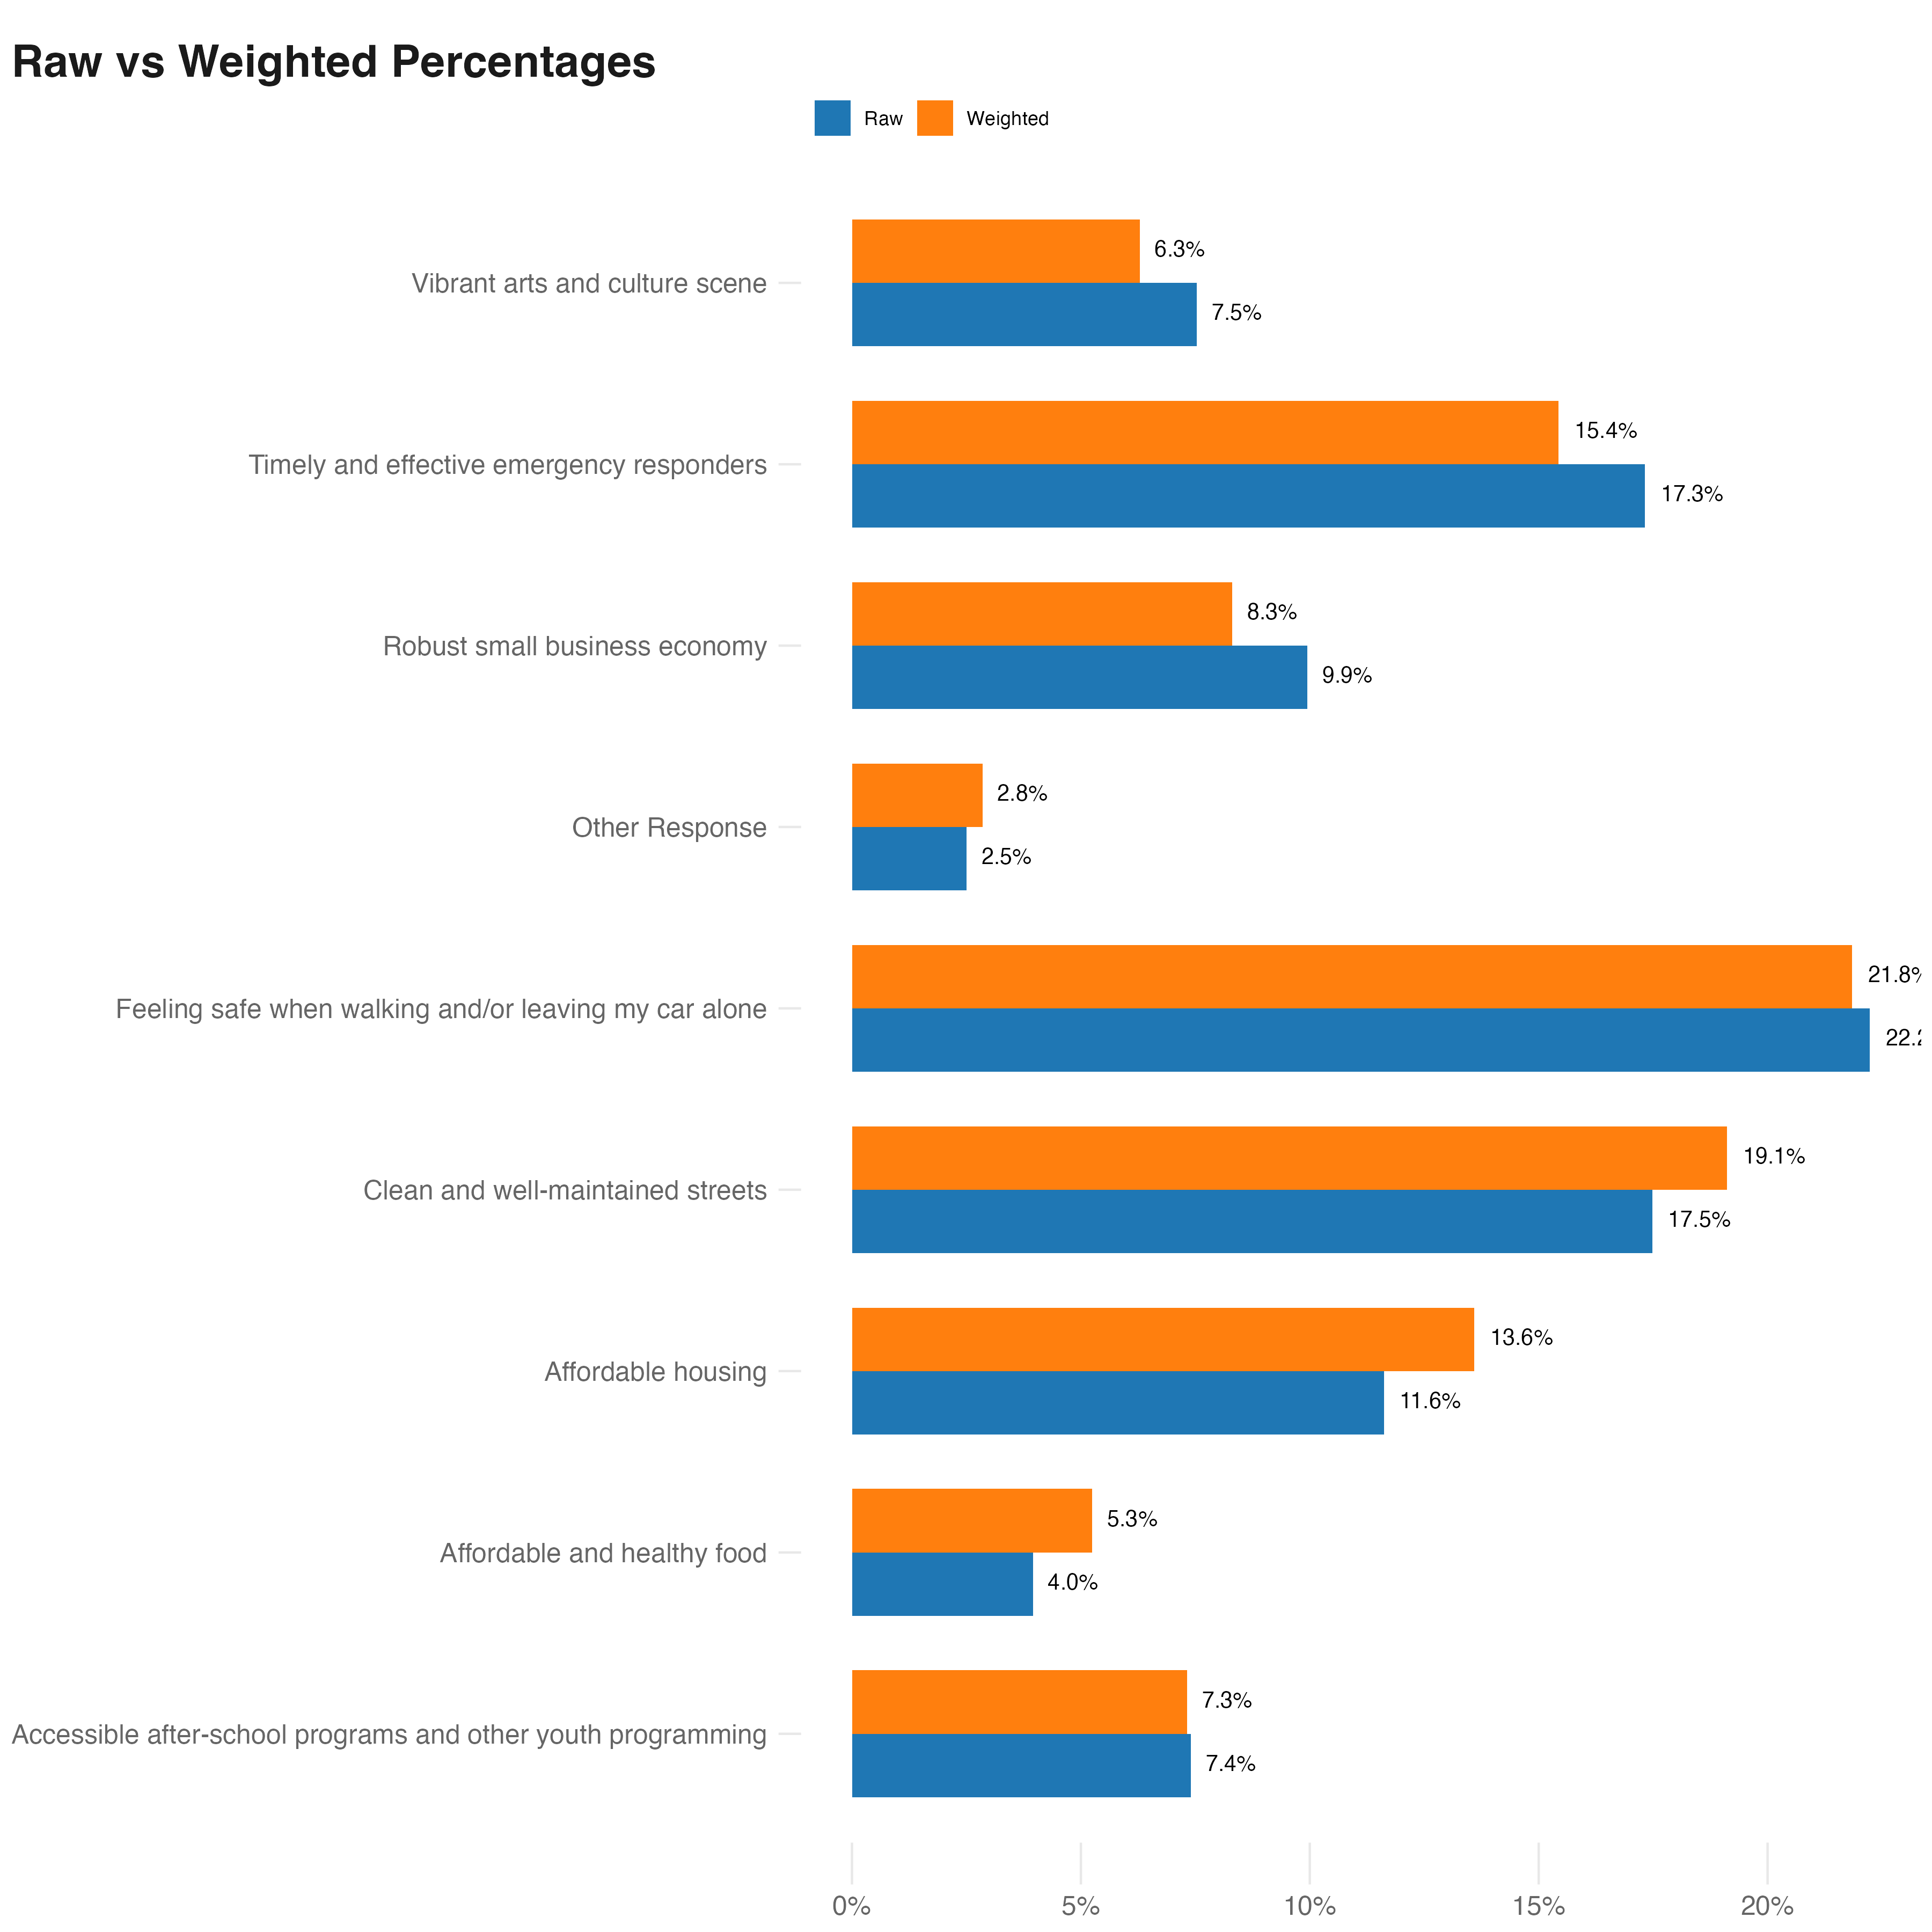 Raw vs Weighted Percentages
Raw Weighted
Vibrant arts and culture scene
6.3%
7.5%
Timely and effective emergency responders
15.4%
17.3%
Robust small business economy
8.3%
9.9%
Other Response
2.8%
2.5%
Feeling safe when walking and/or leaving my car alone
21.8%
Clean and well-maintained streets
19.1%
17.5%
Affordable housing
13.6%
11.6%
Affordable and healthy food
5.3%
4.0%
Accessible after-school programs and other youth programming
7.3%
7.4%
0% 5% 10% 15% 20%